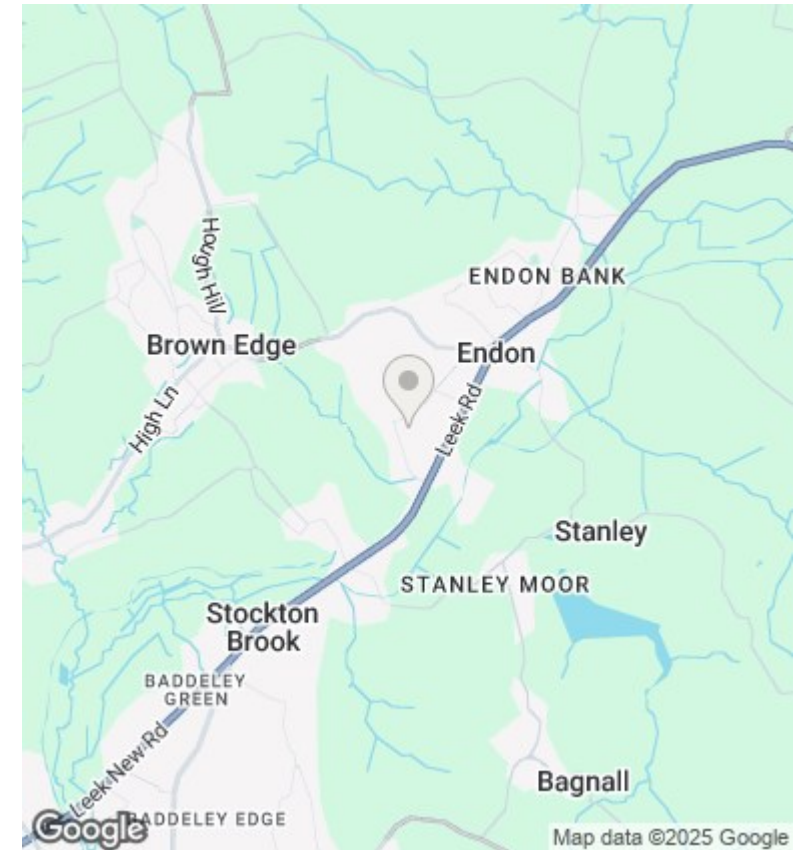 Hough Hill
ENDON BANK
Brown Edge
Endon
High Ln
Leek Rd
Stanley
STANLEY MOOR
Stockton
Brook
BADDELEY
GREEN
Leek New Rd
Bagnall
BADDELEY EDGE
Google
Map data ©2025 Google